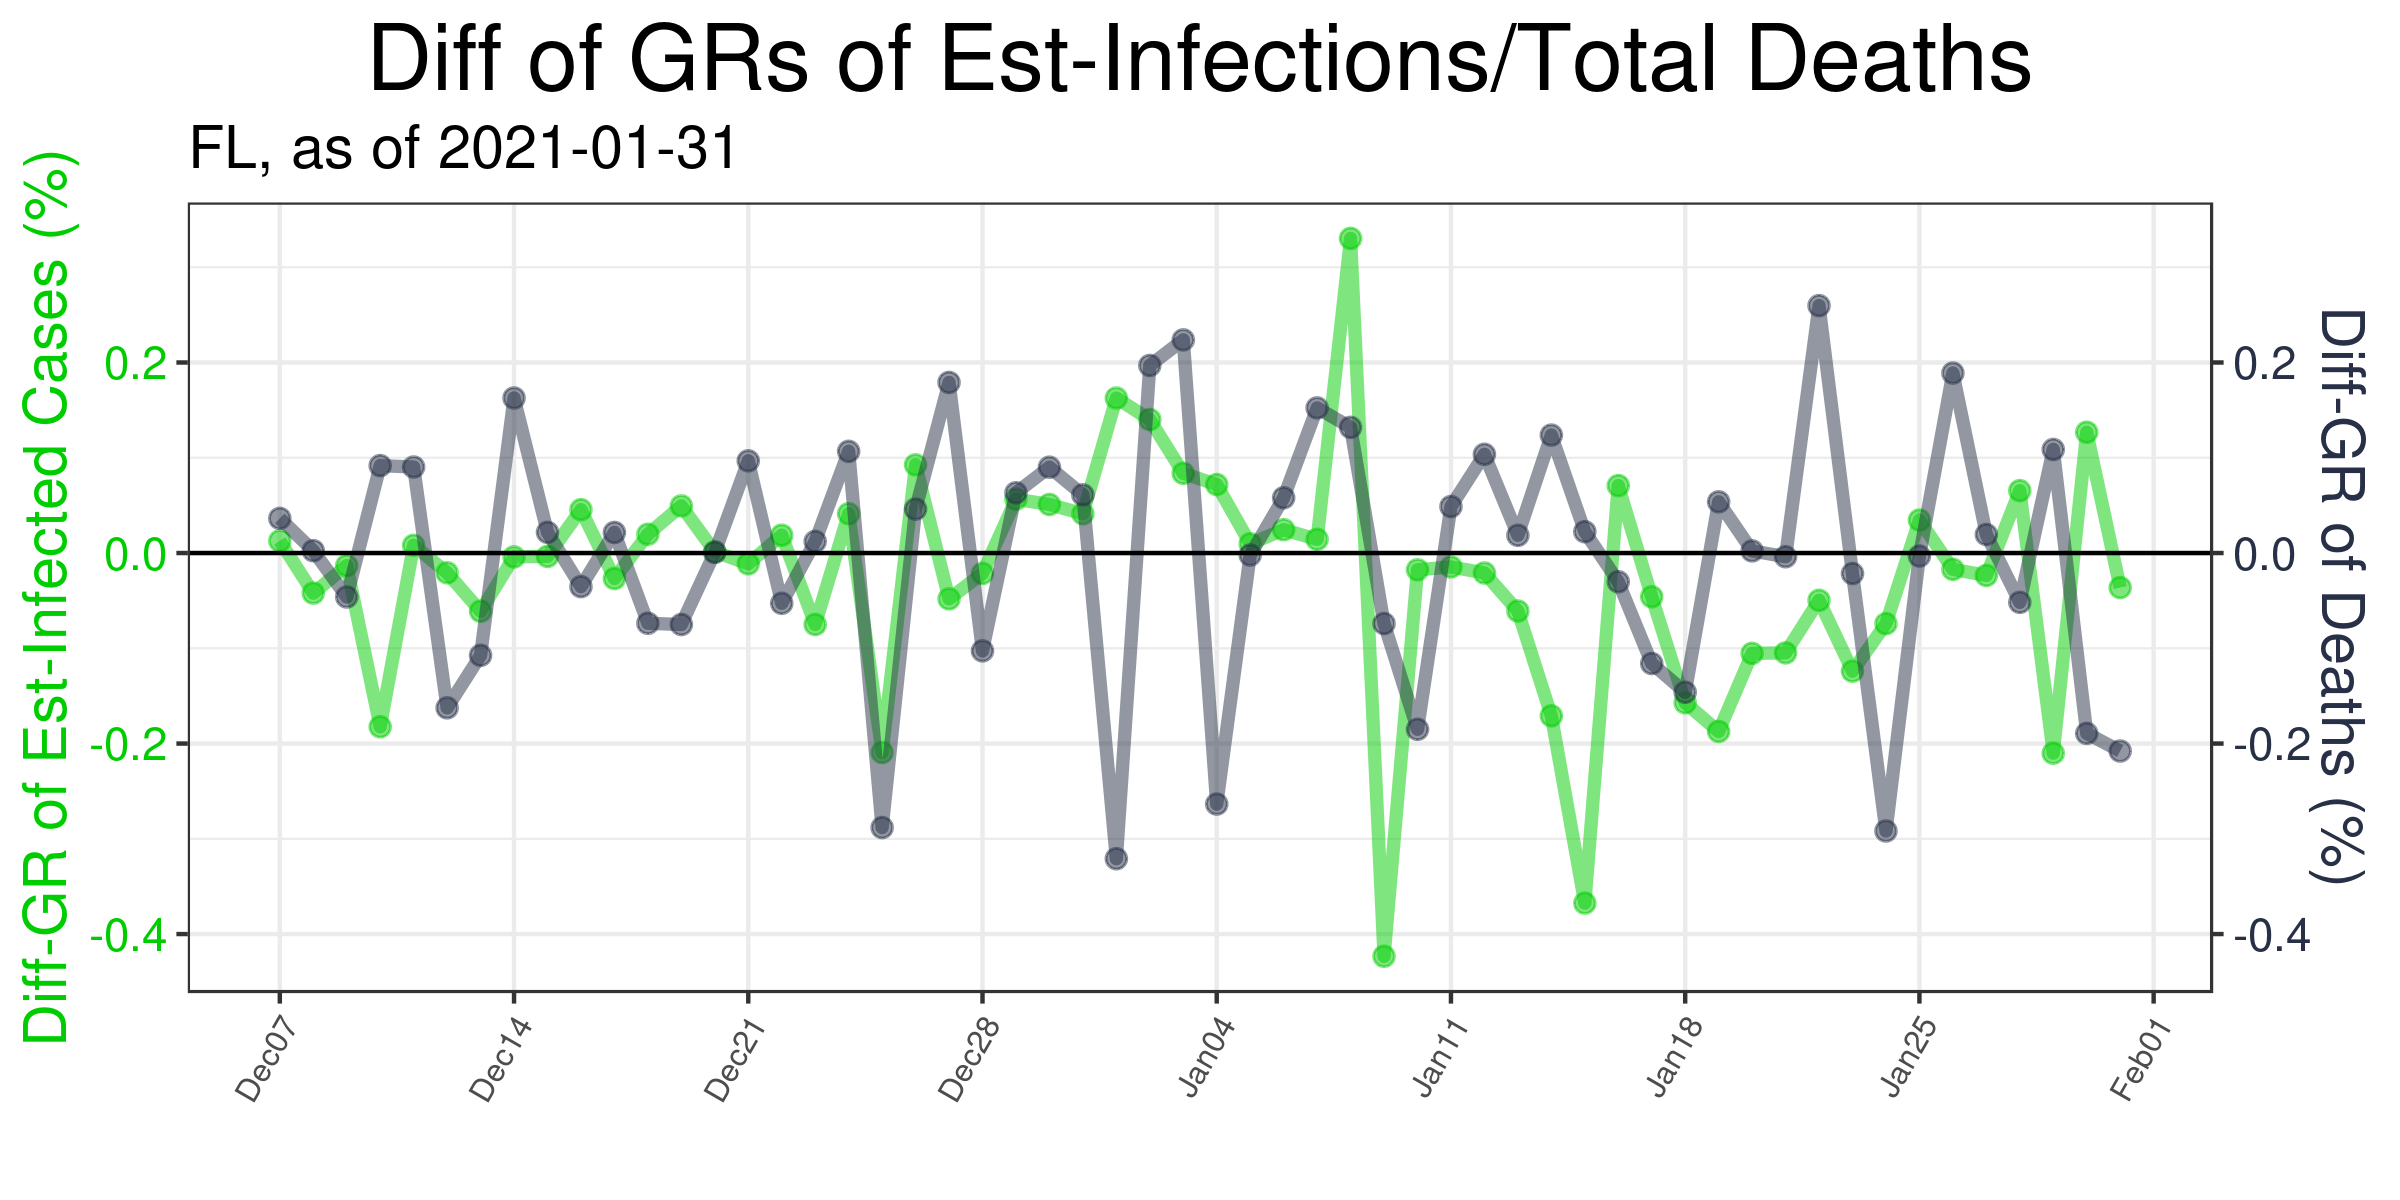 Diff of GRs of Est-Infections/Total Deaths
FL, as of 2021-01-31
Diff-GR of Est-Infected Cases (%)
0.2
0.0
-0.2
-0.4
0.2
0.0
-0.2
-0.4
Diff-GR of Deaths (%)
Dec07
Dec14
Dec21
Dec28
Jan04
Jan11
Jan18
Jan25
Feb01